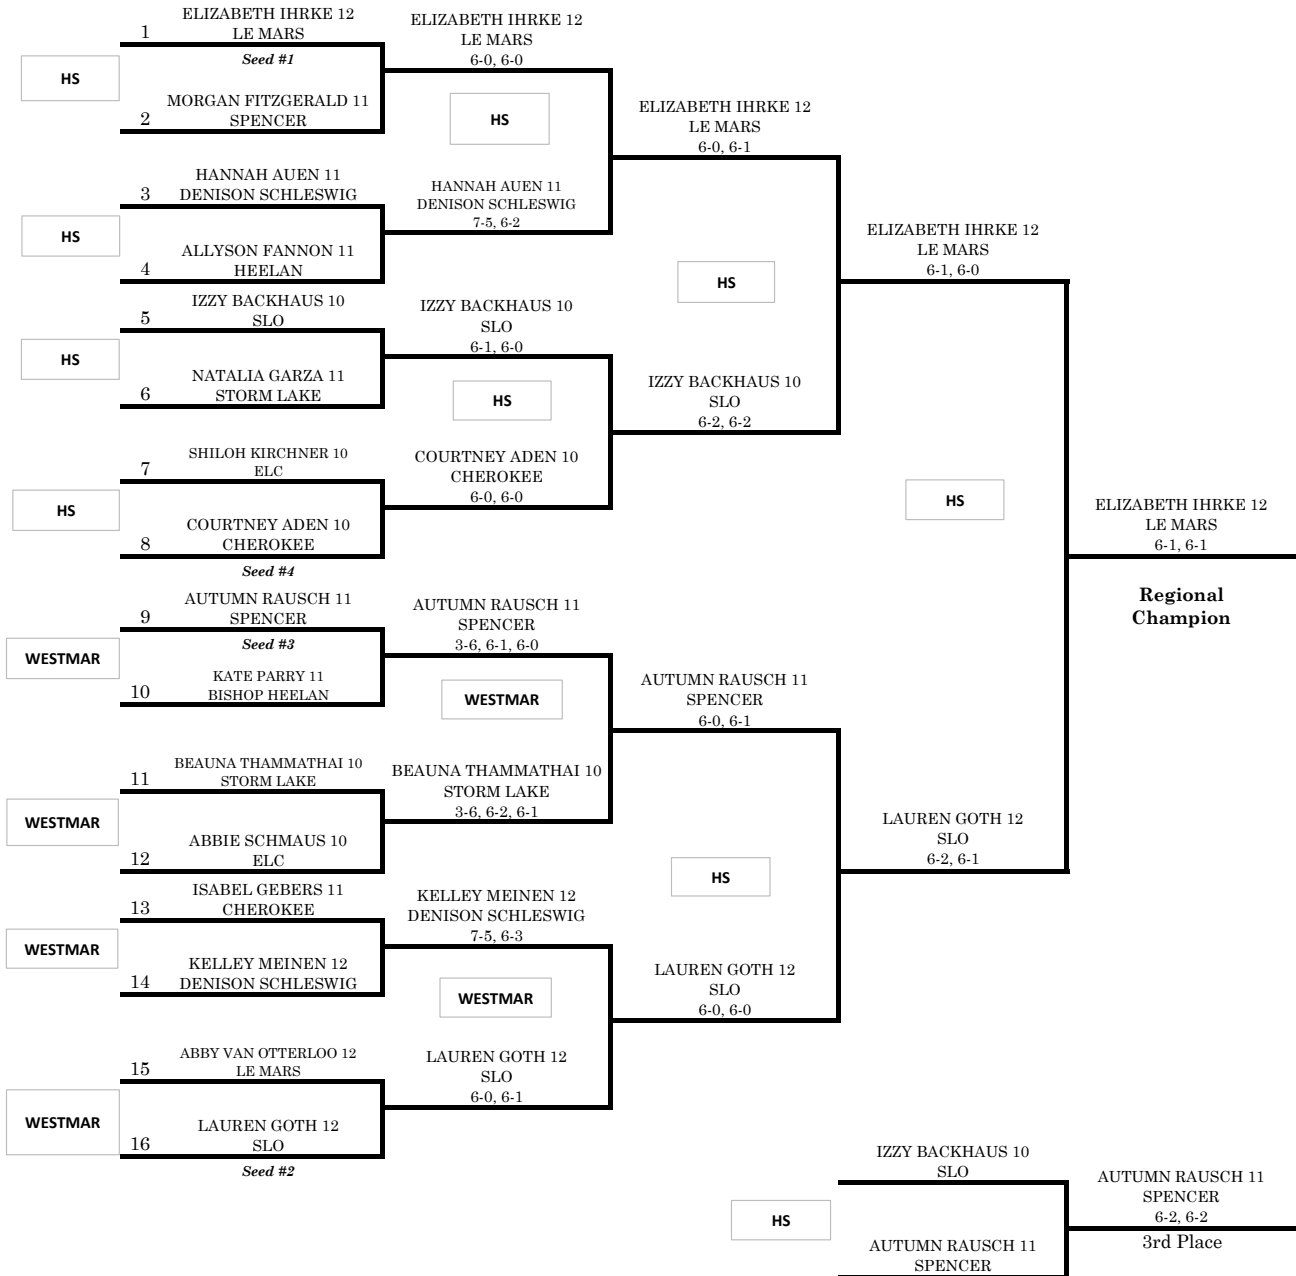 1
ELIZABETH IHRKE 12
LE MARS
Seed #1
HS
2
MORGAN FITZGERALD 11
SPENCER
3
HANNAH AUEN 11
DENISON SCHLESWIG
HS
4
ALLYSON FANNON 11
HEELAN
5
IZZY BACKHAUS 10
SLO
HS
6
NATALIA GARZA 11
STORM LAKE
7
SHILOH KIRCHNER 10
ELC
HS
8
COURTNEY ADEN 10
CHEROKEE
Seed #4
9
AUTUMN RAUSCH 11
SPENCER
Seed #3
WESTMAR
10
KATE PARRY 11
BISHOP HEELAN
11
BEAUNA THAMMATHAI 10
STORM LAKE
WESTMAR
12
ABBIE SCHMAUS 10
ELC
13
ISABEL GEBERS 11
CHEROKEE
WESTMAR
14
KELLEY MEINEN 12
DENISON SCHLESWIG
15
ABBY VAN OTTERLOO 12
LE MARS
WESTMAR
16
LAUREN GOTH 12
SLO
Seed #2
ELIZABETH IHRKE 12
LE MARS
6-0, 6-0
HS
HANNAH AUEN 11
DENISON SCHLESWIG
7-5, 6-2
IZZY BACKHAUS 10
SLO
6-1, 6-0
HS
COURTNEY ADEN 10
CHEROKEE
6-0, 6-0
AUTUMN RAUSCH 11
SPENCER
3-6, 6-1, 6-0
WESTMAR
BEAUNA THAMMATHAI 10
STORM LAKE
3-6, 6-2, 6-1
KELLEY MEINEN 12
DENISON SCHLESWIG
7-5, 6-3
WESTMAR
LAUREN GOTH 12
SLO
6-0, 6-1
ELIZABETH IHRKE 12
LE MARS
6-0, 6-1
HS
IZZY BACKHAUS 10
SLO
6-2, 6-2
AUTUMN RAUSCH 11
SPENCER
6-0, 6-1
HS
LAUREN GOTH 12
SLO
6-0, 6-0
ELIZABETH IHRKE 12
LE MARS
6-1, 6-0
HS
LAUREN GOTH 12
SLO
6-2, 6-1
ELIZABETH IHRKE 12
LE MARS
6-1, 6-1
Regional
Champion
IZZY BACKHAUS 10
SLO
HS
AUTUMN RAUSCH 11
SPENCER
AUTUMN RAUSCH 11
SPENCER
6-2, 6-2
3rd Place